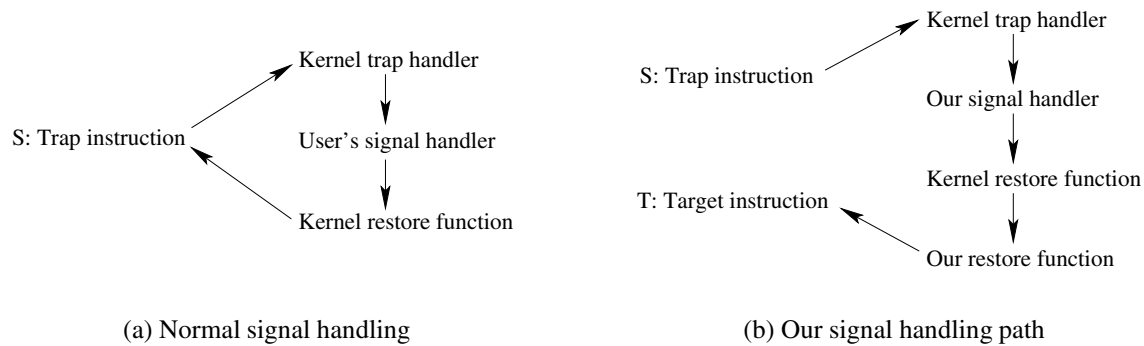 Kernel trap handler
S: Trap instruction
User’s signal handler
Kernel restore function
(a) Normal signal handling
Kernel trap handler
S: Trap instruction
Our signal handler
Kernel restore function
T: Target instruction
Our restore function
(b) Our signal handling path